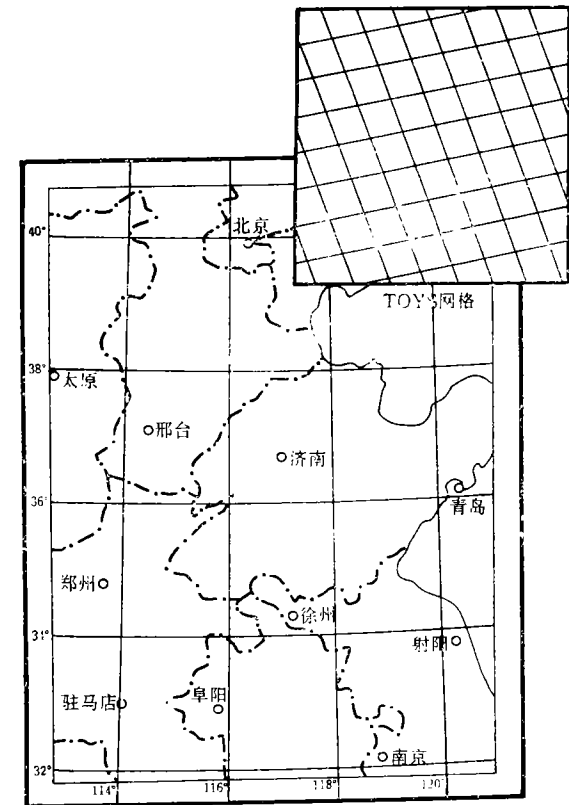 北京
40°
TOYS网格
38°
太原
邢台
济南
36°
青岛
郑州
徐州
31°
射阳
驻马店
阜阳
南京
32°
114°
116°
118°
120°